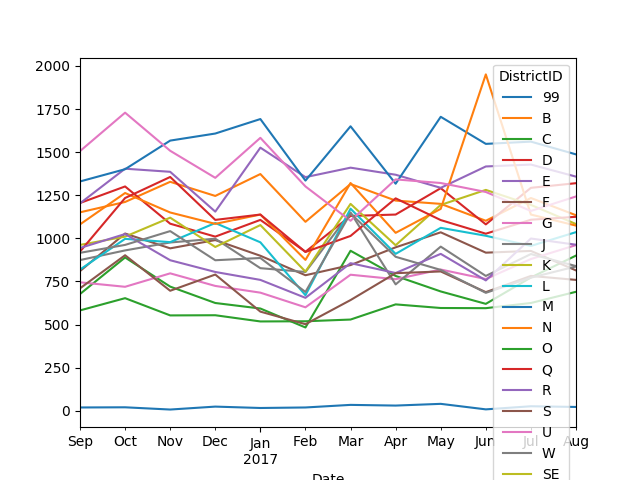 2000
1750
1500
1250
1000
750
500
250
0
Sep Oct Nov Dec Jan Feb Mar Apr May Jun Jul Aug
2017
Date
DistrictID
99
B
C
D
E
F
G
J
K
L
M
N
O
Q
R
S
U
W
SE